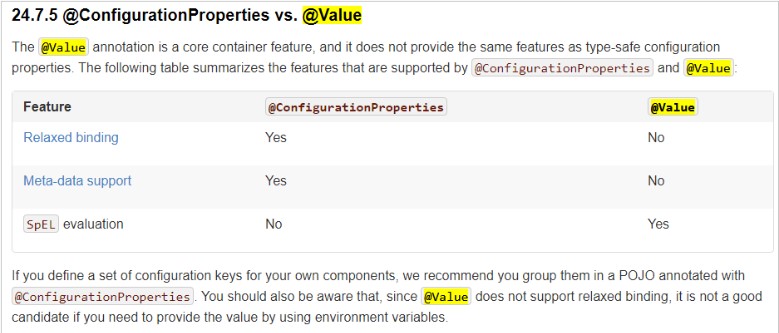 24.7.5 @ConfigurationProperties vs. @Value
The @Value annotation is a core container feature, and it does not provide the same features as type-safe configuration
properties. The following table summarizes the features that are supported by @ConfigurationProperties and @Value:
Feature @ConfigurationProperties @Value
Relaxed binding Yes No
Meta-data support Yes No
SpEL evaluation No Yes
If you define a set of configuration keys for your own components, we recommend you group them in a POJO annotated with
@ConfigurationProperties. You should also be aware that, since @Value does not support relaxed binding, it is not a good
candidate if you need to provide the value by using environment variables.